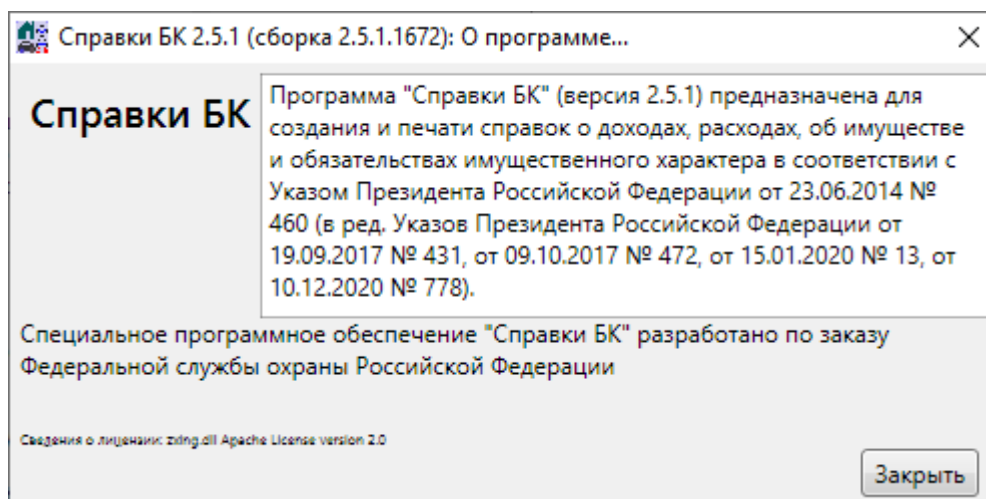 Справки БК 2.5.1 (сборка 2.5.1.1672): О программе...
Справки БК
Программа "Справки БК" (версия 2.5.1) предназначена для
создания и печати справок о доходах, расходах, об имуществе
и обязательствах имущественного характера в соответствии с
Указом Президента Российской Федерации от 23.06.2014 №
460 (в ред. Указов Президента Российской Федерации от
19.09.2017 № 431, от 09.10.2017 № 472, от 15.01.2020 № 13, от
10.12.2020 № 778).
Специальное программное обеспечение "Справки БК" разработано по заказу
Федеральной службы охраны Российской Федерации
Сведения о лицензии: zxing.dll Apache License version 2.0
Закрыть